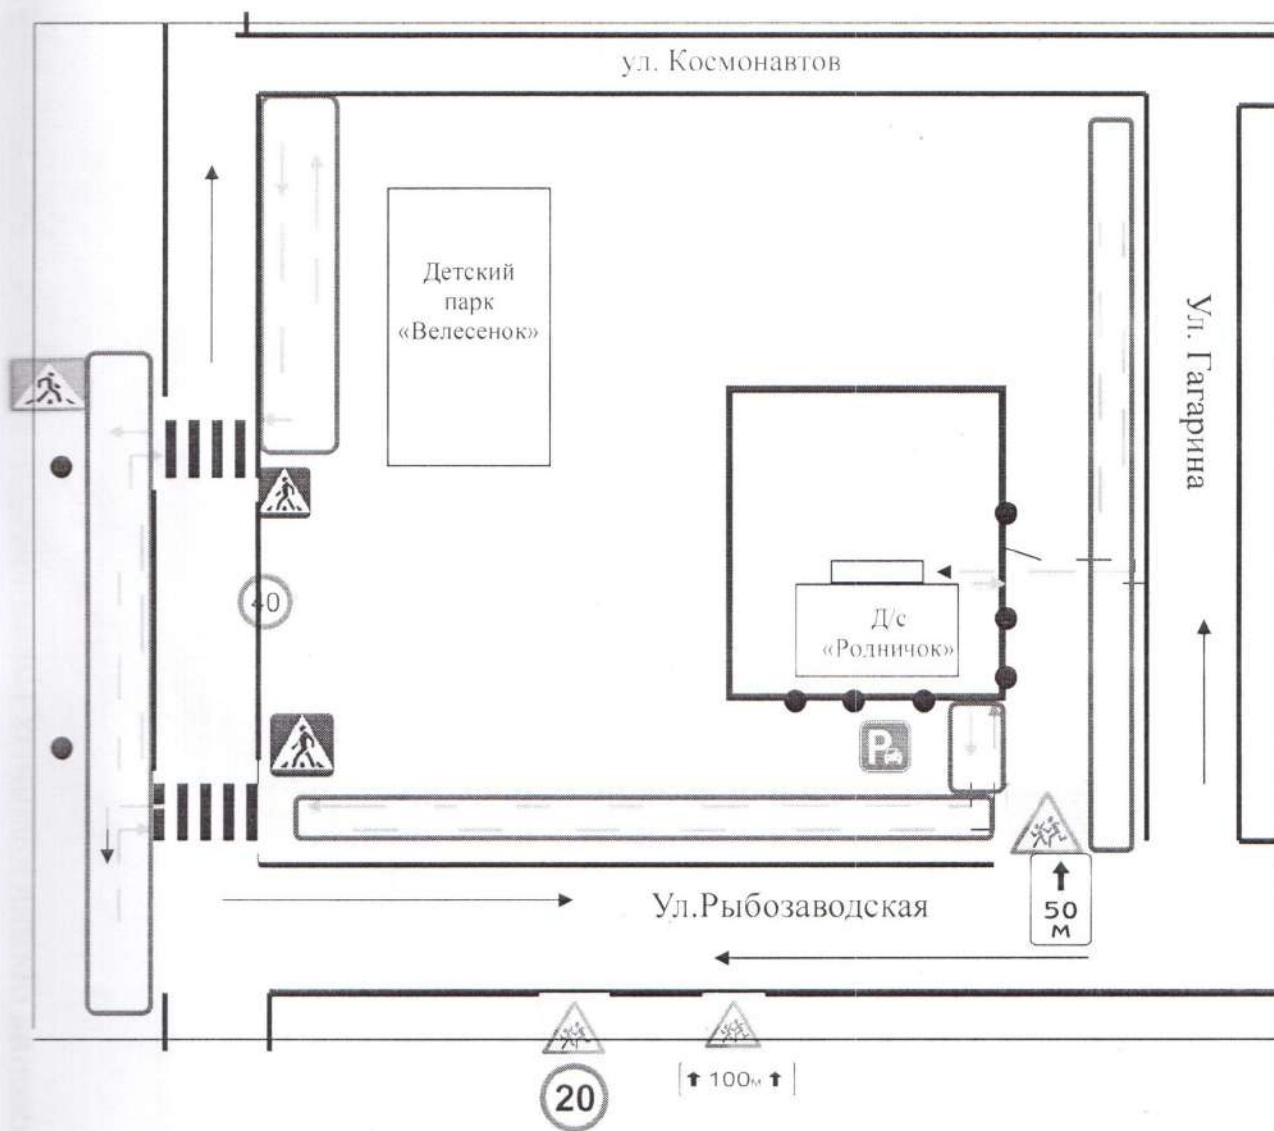 ул. Космонавтов
Детский
парк
«Велесенок»
Ул. Гагарина
40
Д/с
«Родничок»
P
50
м
Ул.Рыбозаводская
100м
20